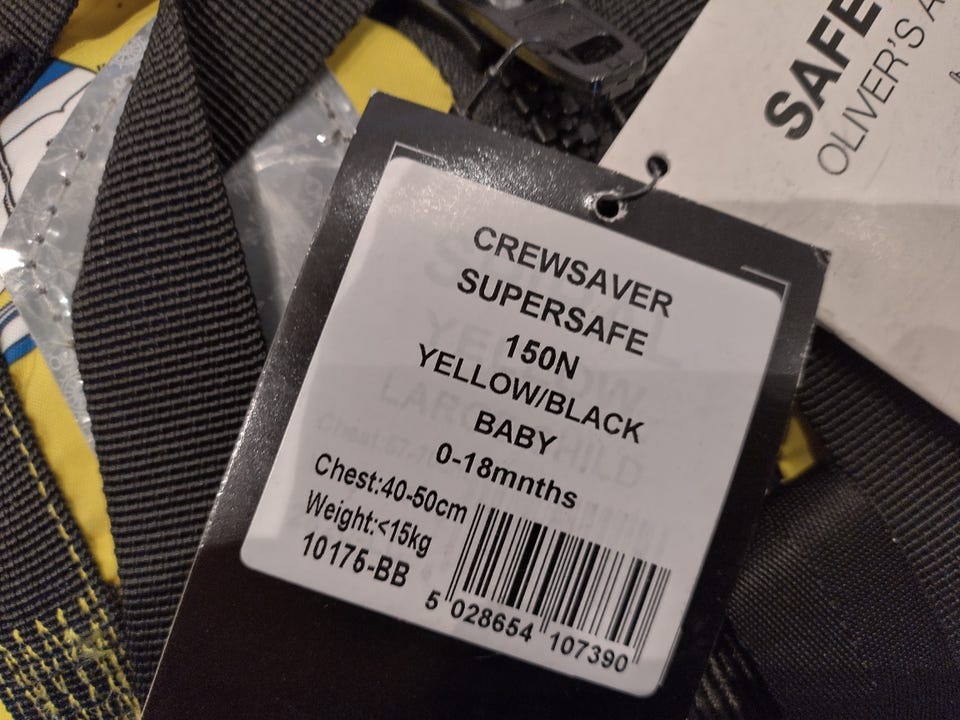 CREWSAVER
SUPERSAFE
150N
YELLOW/BLACK
BABY
0-18mnths
Chest:40-50cm
Weight:<15kg
10175-BB
5 028654 107390
SAFE
OLIVER'S A